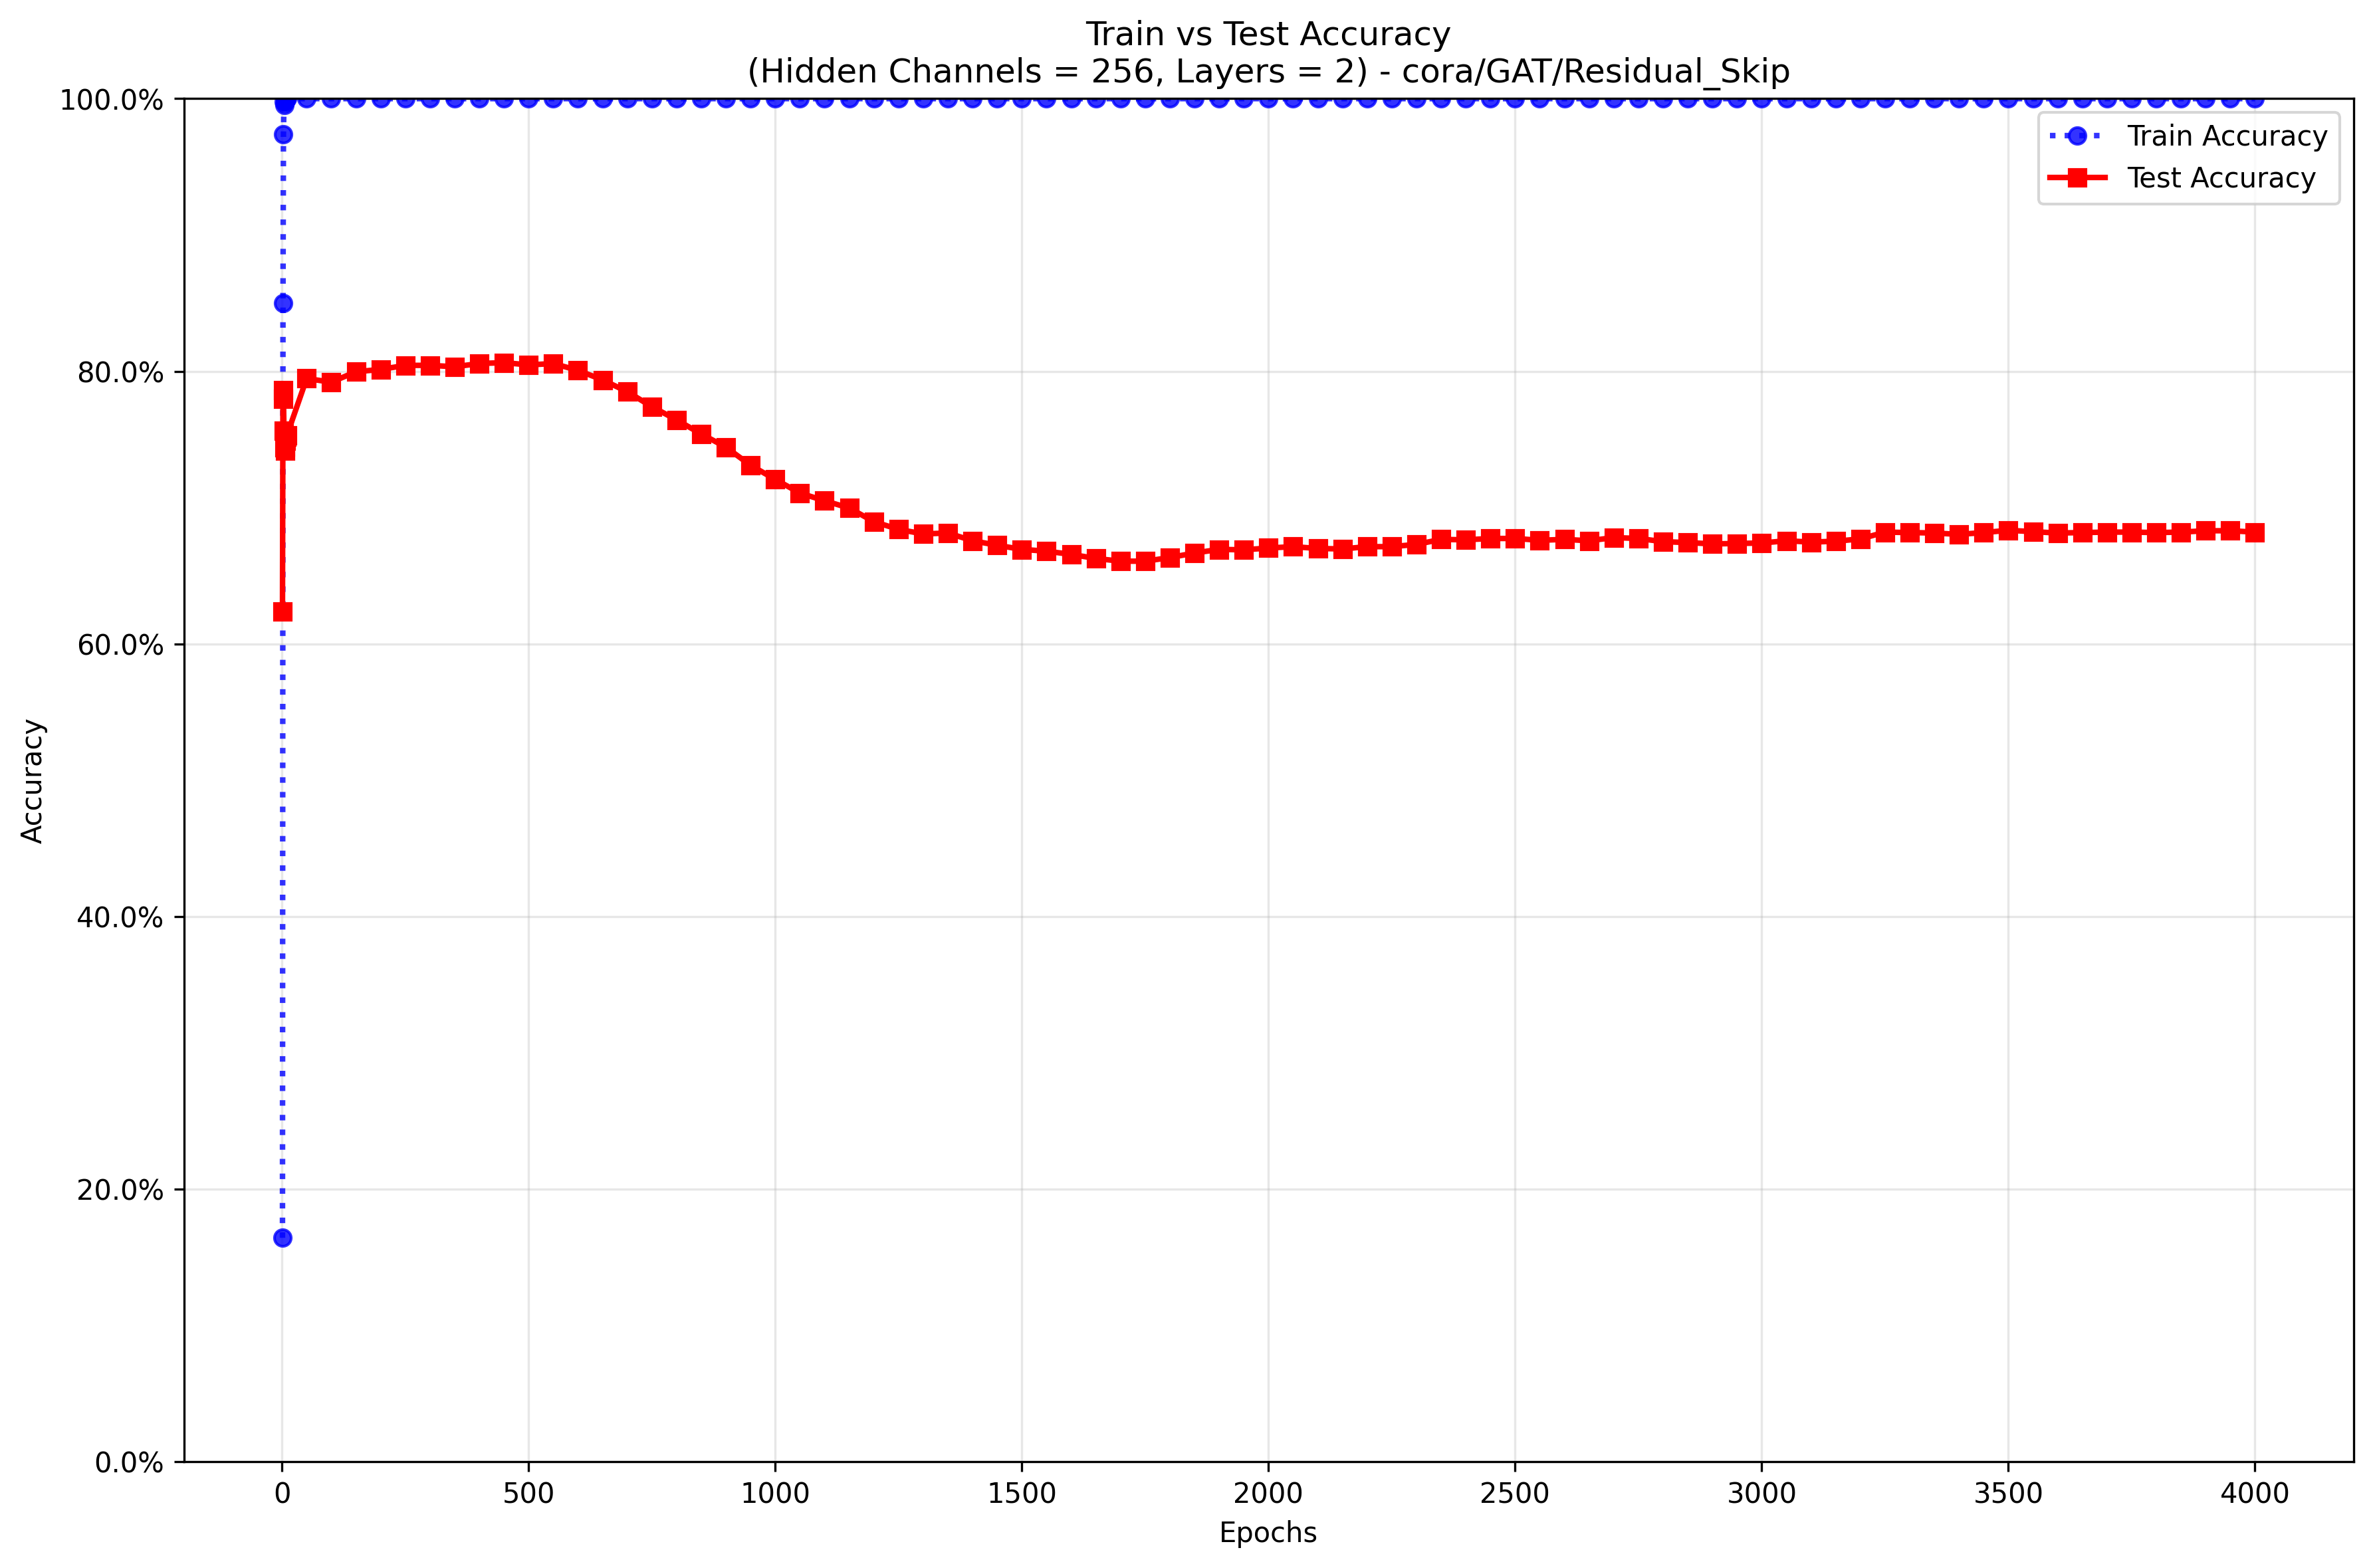 Train vs Test Accuracy
(Hidden Channels = 256, Layers = 2) - cora/GAT/Residual_Skip
100.0%
80.0%
60.0%
40.0%
20.0%
0.0%
Accuracy
Train Accuracy
Test Accuracy
0
500
1000
1500
2000
2500
3000
3500
4000
Epochs